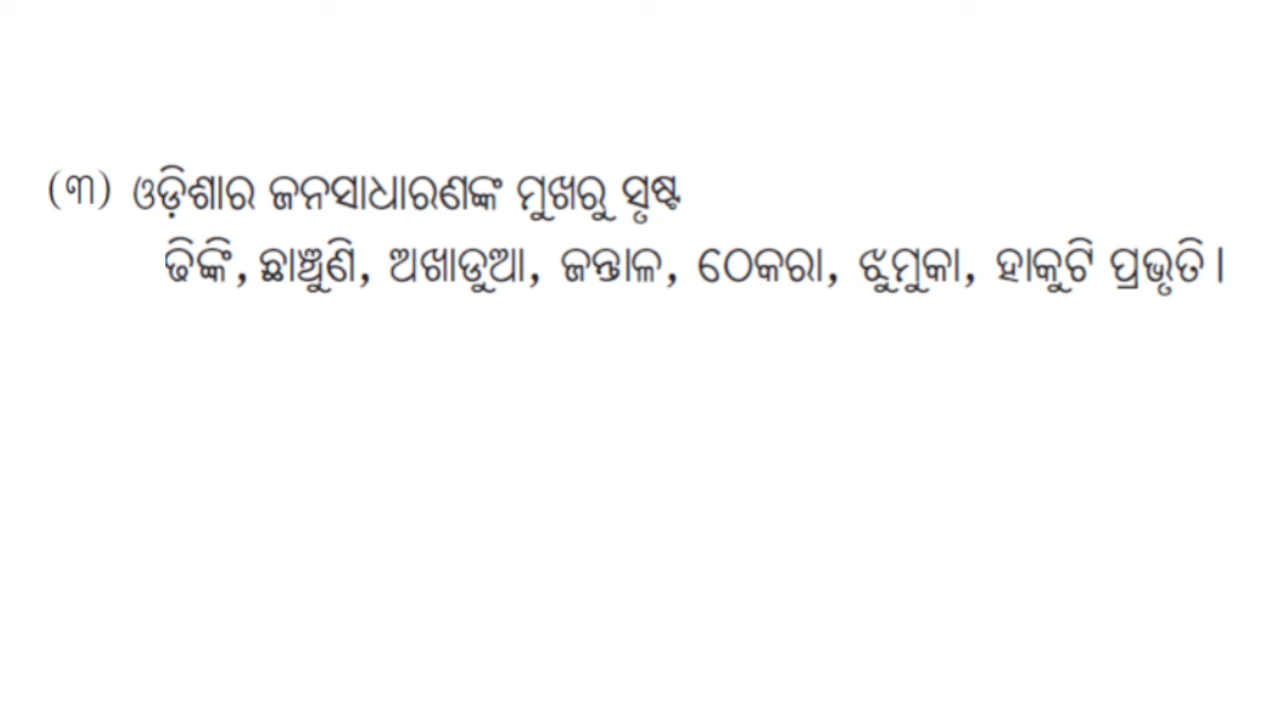 (୩) ଓଡ଼ିଶାର ଜନସାଧାରଣଙ୍କ ମୁଖରୁ ସୃଷ୍ଟ
ଢିଙ୍କି, ଛାଞ୍ଚୁଣି, ଅଖାଡୁଆ, ଜନ୍ତାଳ, ଠେକରା, ଝୁମୁକା, ହାକୁଟି ପ୍ରଭୃତି ।